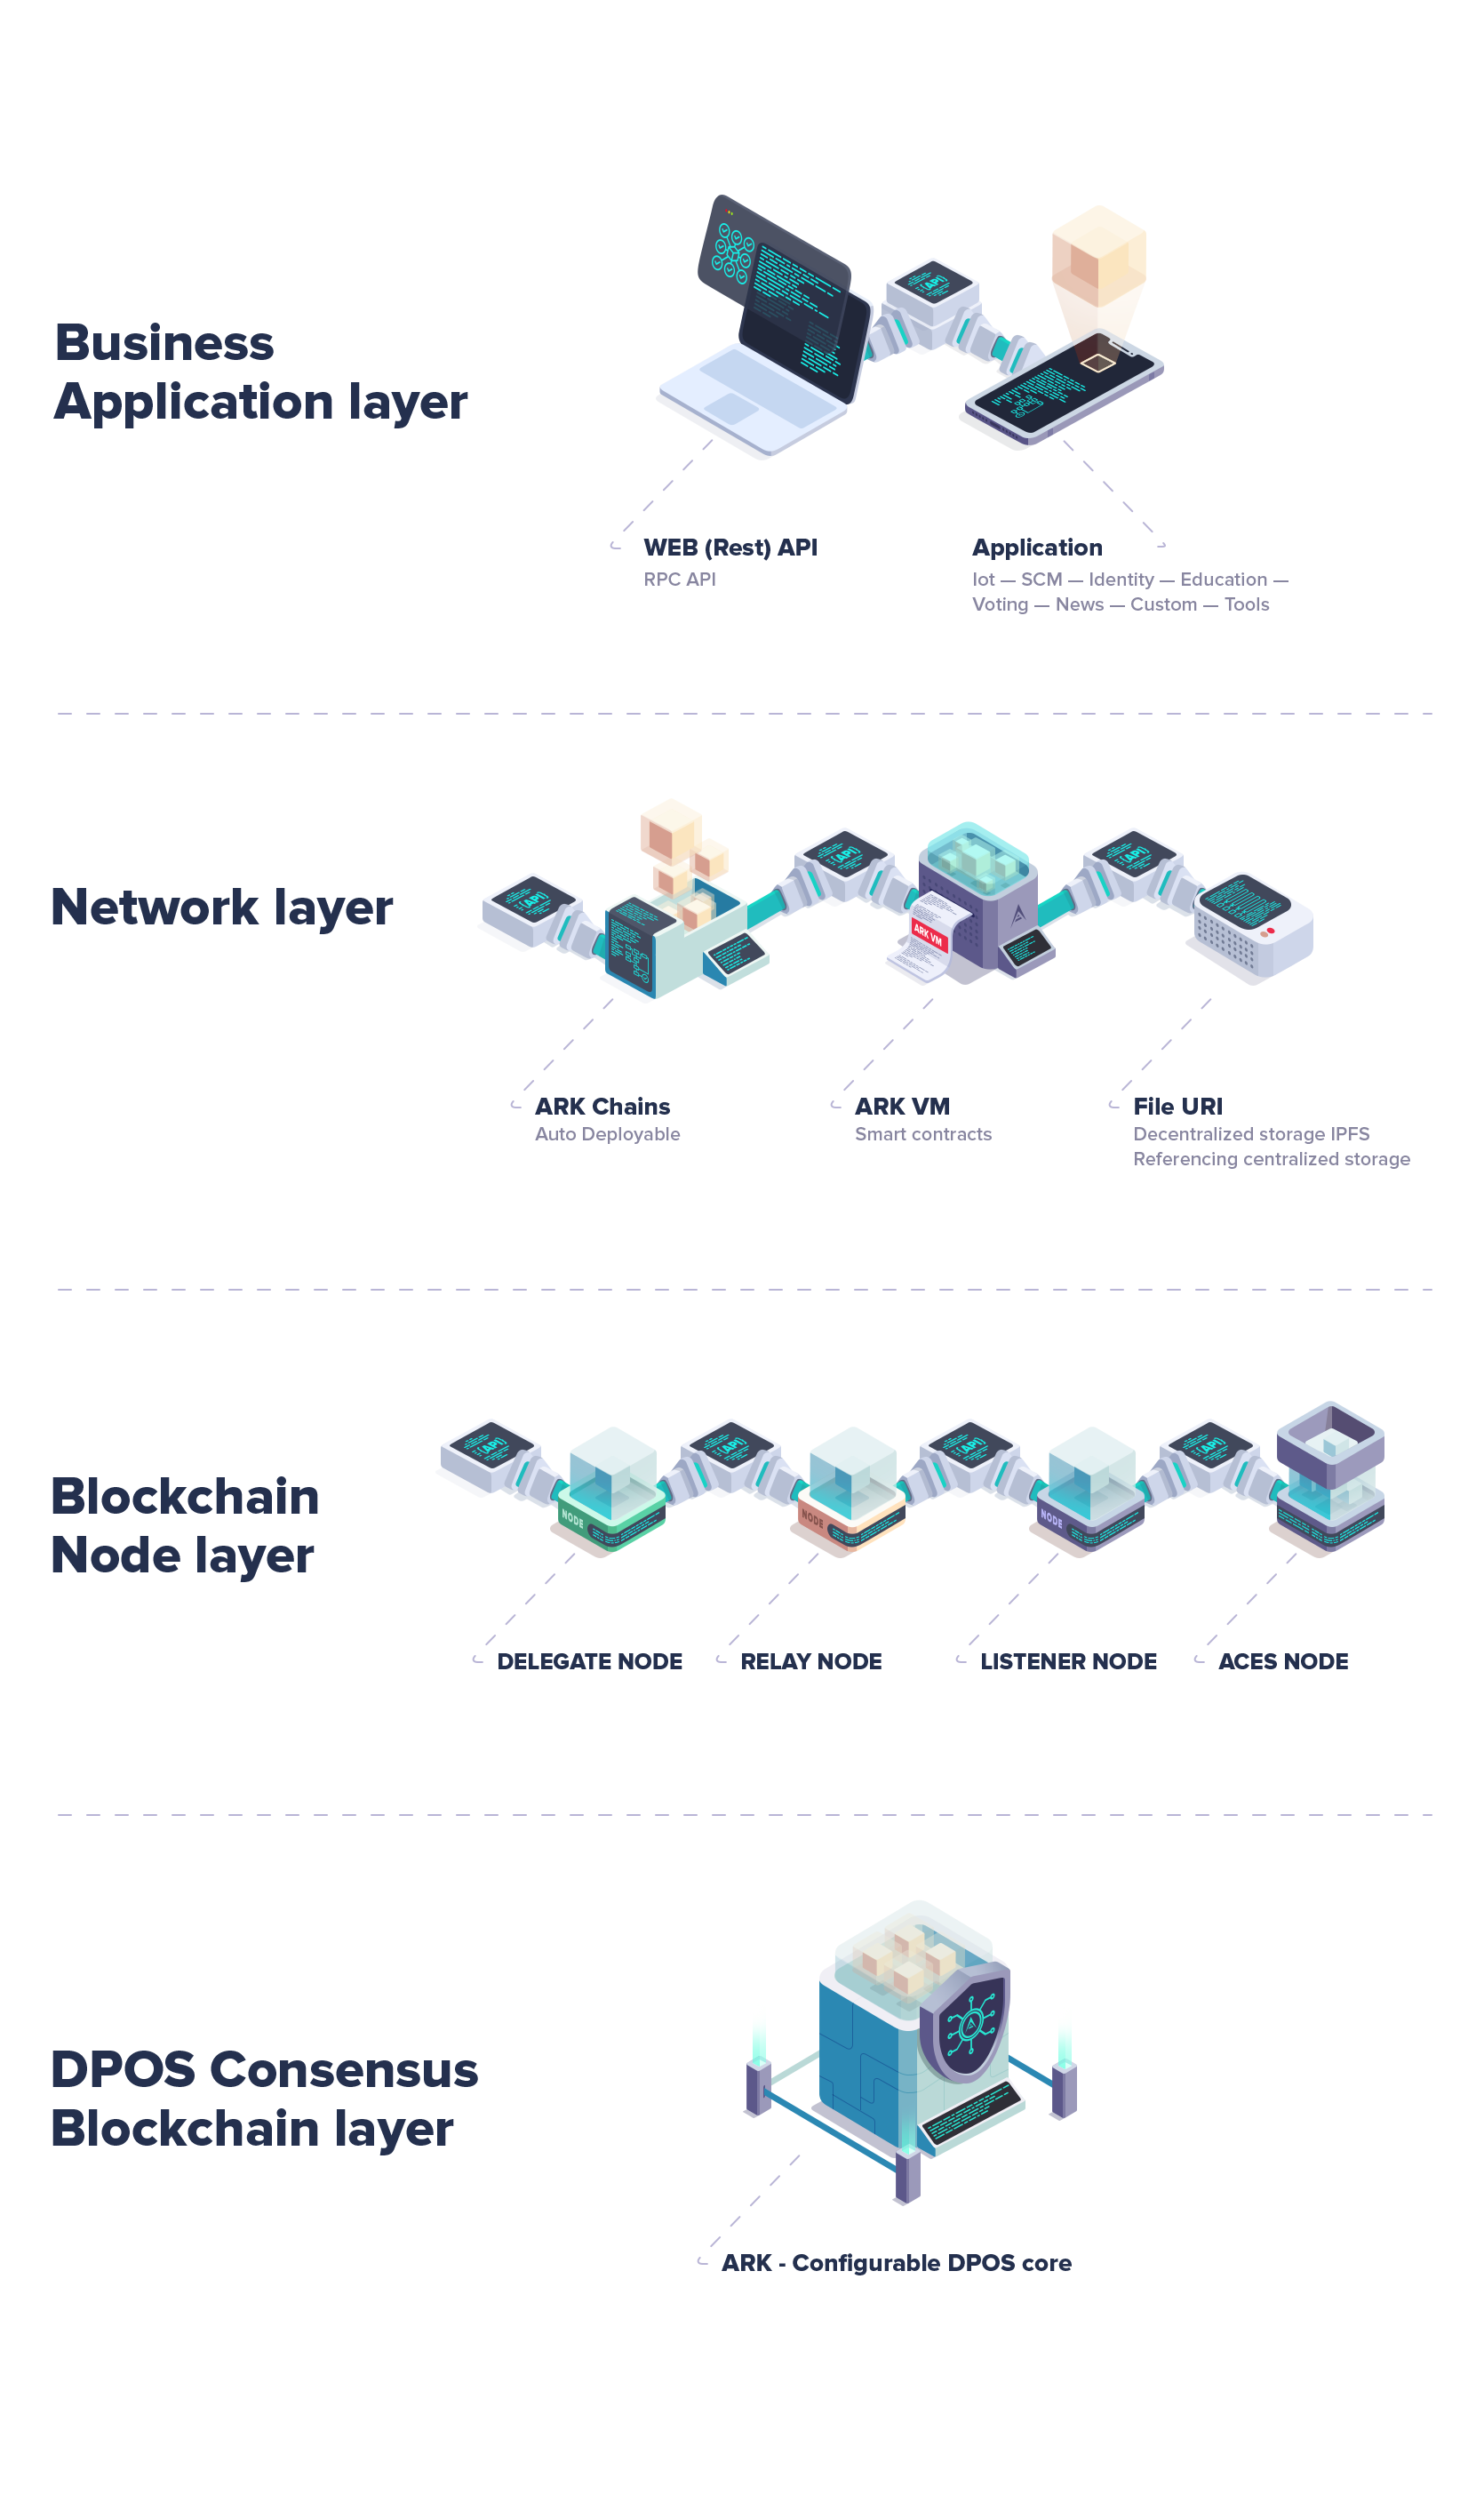 Business
Application layer
(API)
WEB (Rest) API
RPC API
Application
Iot — SCM — Identity — Education —
Voting — News — Custom — Tools
Network layer
(API)
(API)
(API)
ARK VM
ARK Chains
Auto Deployable
ARK VM
Smart contracts
File URI
Decentralized storage IPFS
Referencing centralized storage
Blockchain
Node layer
(API)
(API)
(API)
(API)
NODE
NODE
NODE
DELEGATE NODE
RELAY NODE
LISTENER NODE
ACES NODE
DPOS Consensus
Blockchain layer
ARK - Configurable DPOS core